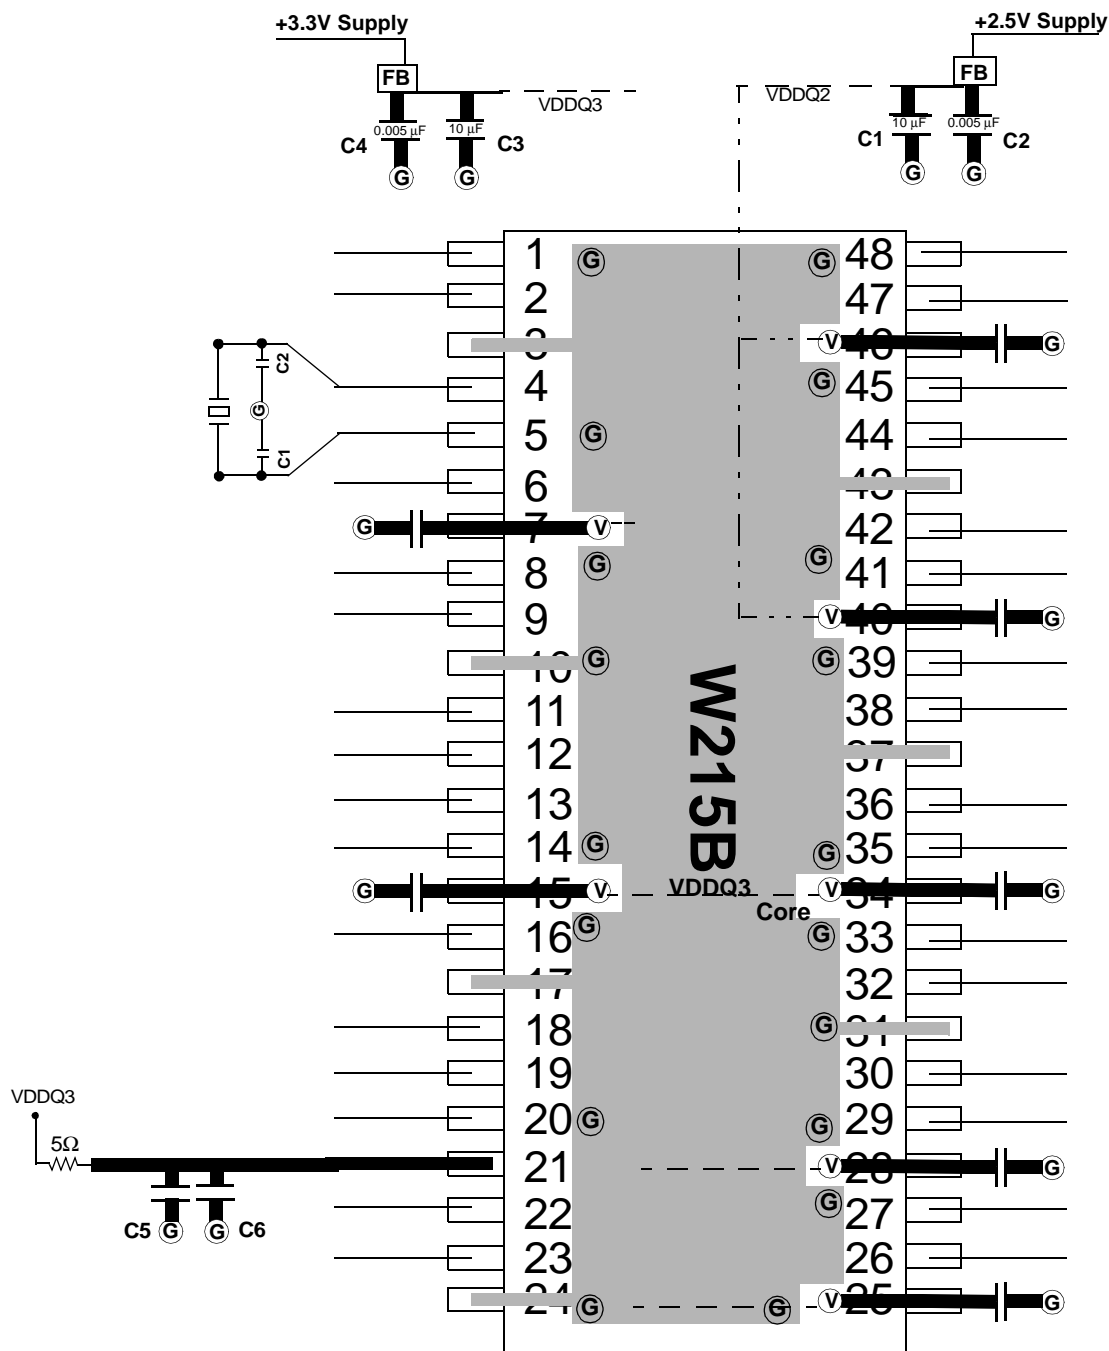 +3.3V Supply
+2.5V Supply
FB
FB
VDDQ3
VDDQ2
0.005 µF
10 µF
10 µF
0.005 µF
C4
C3
C1
C2
G
G
G
G
1
G
G
48
2
47
3
V
46
G
C2
4
G
45
G
5
G
44
C1
6
43
G
7
V
42
8
G
G
41
9
V
40
G
10
G
G
39
11
38
12
37
W215B
13
36
14
G
G
35
G
15
V
VDDQ3
V
34
G
Core
16
G
G
33
17
32
18
G
31
19
30
VDDQ3
20
G
G
29
5Ω
21
V
28
G
22
G
27
C5
G
G
C6
23
26
24
G
G
V
25
G